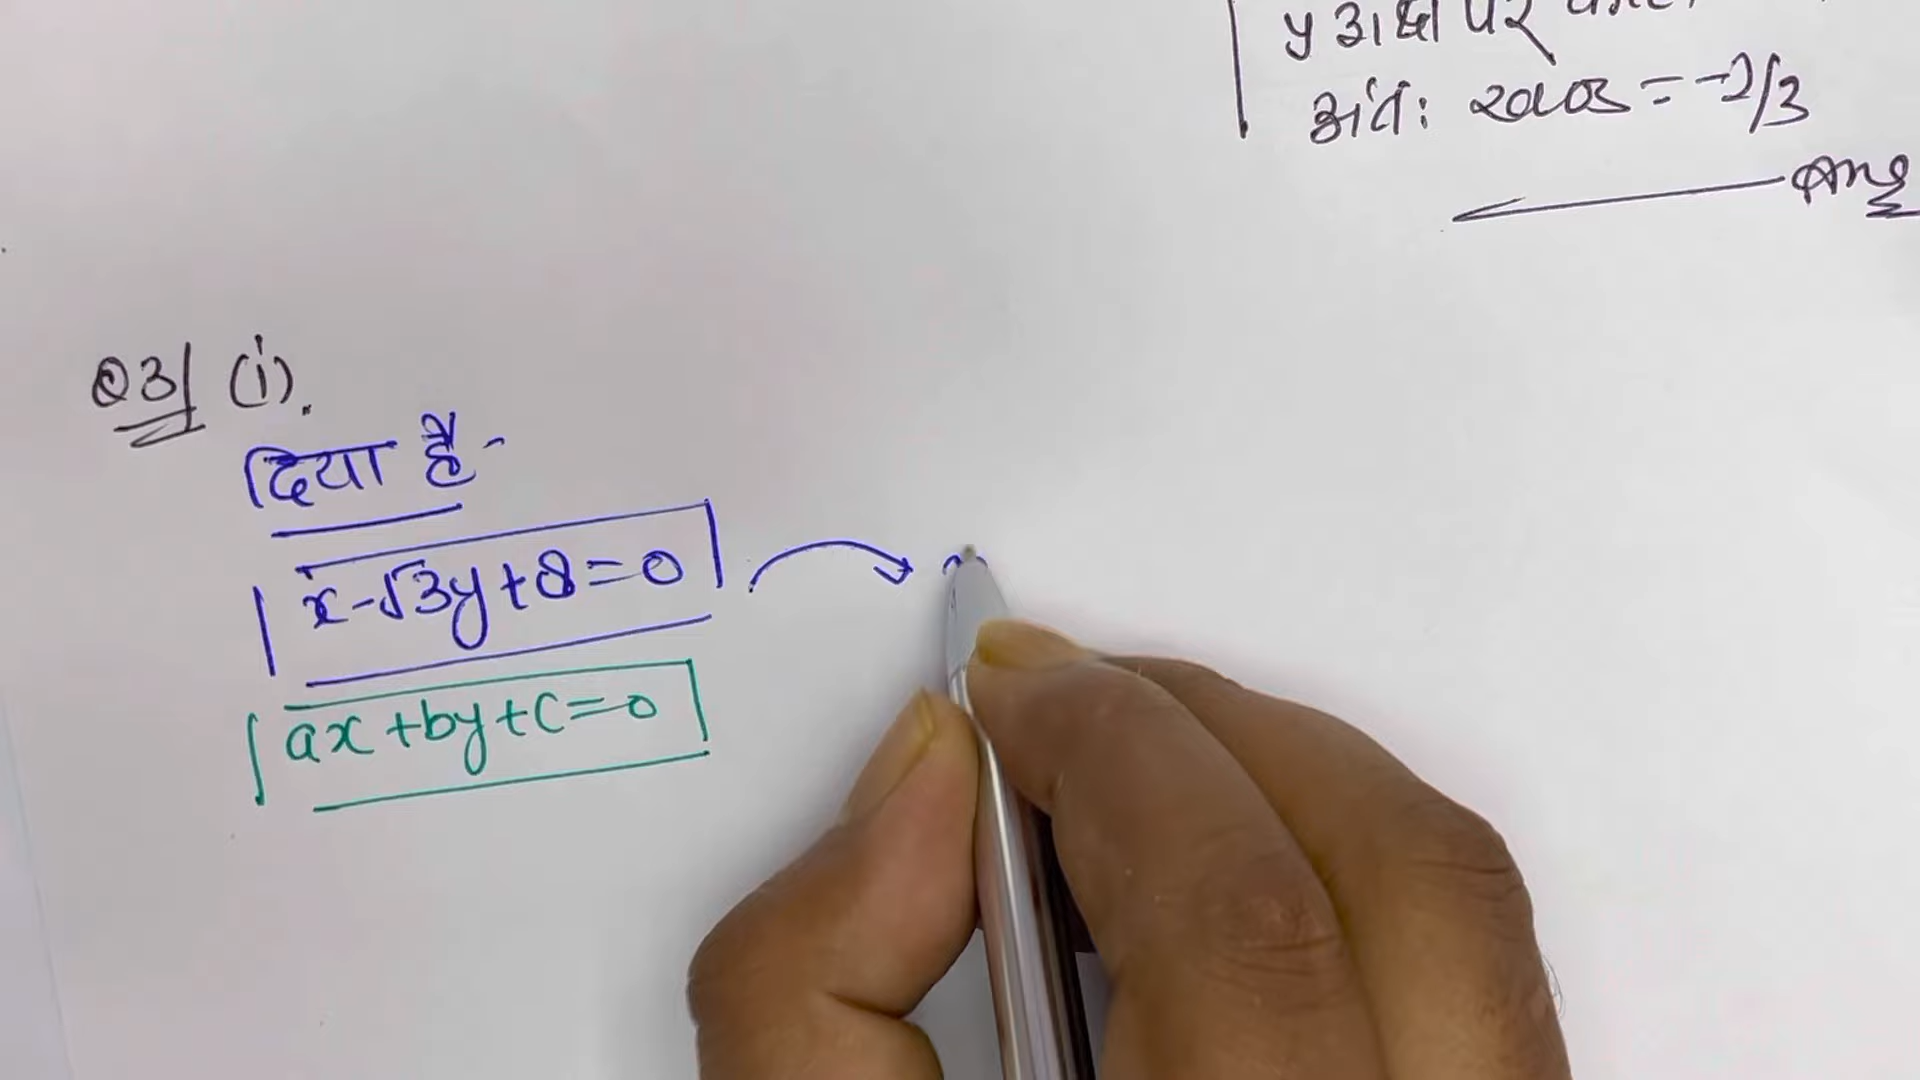 y अक्ष पर
अंत: खण्ड = -2/3
Ans
Q3| (i).
दिया है -
x-√3y+8=0
ax+by+c=0